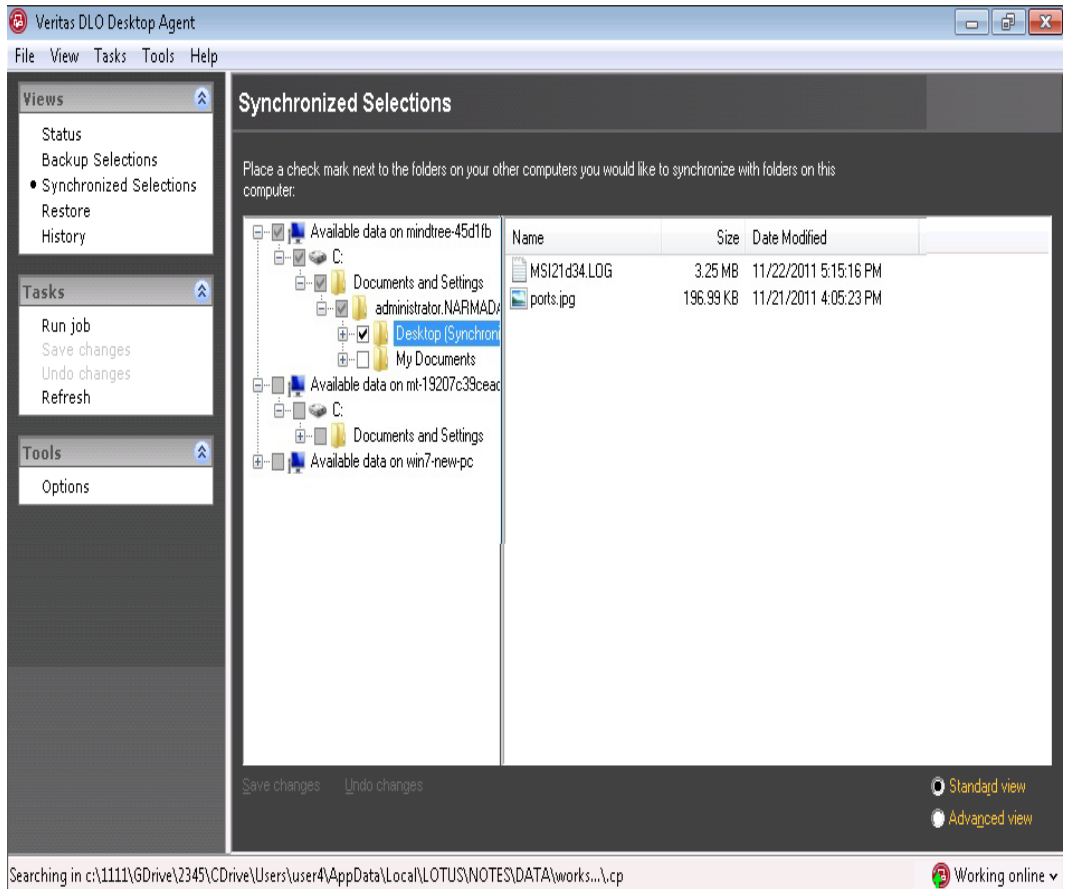 Veritas DLO Desktop Agent
File View Tasks Tools Help
Views
Status
Backup Selections
Synchronized Selections
Restore
History
Tasks
Run job
Save changes
Undo changes
Refresh
Tools
Options
Synchronized Selections
Place a check mark next to the folders on your other computers you would like to synchronize with folders on this
computer:
Available data on mindtree-45d1fb
C:
Documents and Settings
administrator.NARMADA
Desktop (Synchroni
My Documents
Available data on mt-19207c39ceac
C:
Documents and Settings
Available data on win7-new-pc
Name Size Date Modified
MSI21d34.LOG 3.25 MB 11/22/2011 5:15:16 PM
ports.jpg 196.99 KB 11/21/2011 4:05:23 PM
Save changes Undo changes
Standard view
Advanced view
Searching in c:\1111\GDrive\2345\CDrive\Users\user4\AppData\Local\LOTUS\NOTES\DATA\works...\.cp
Working online